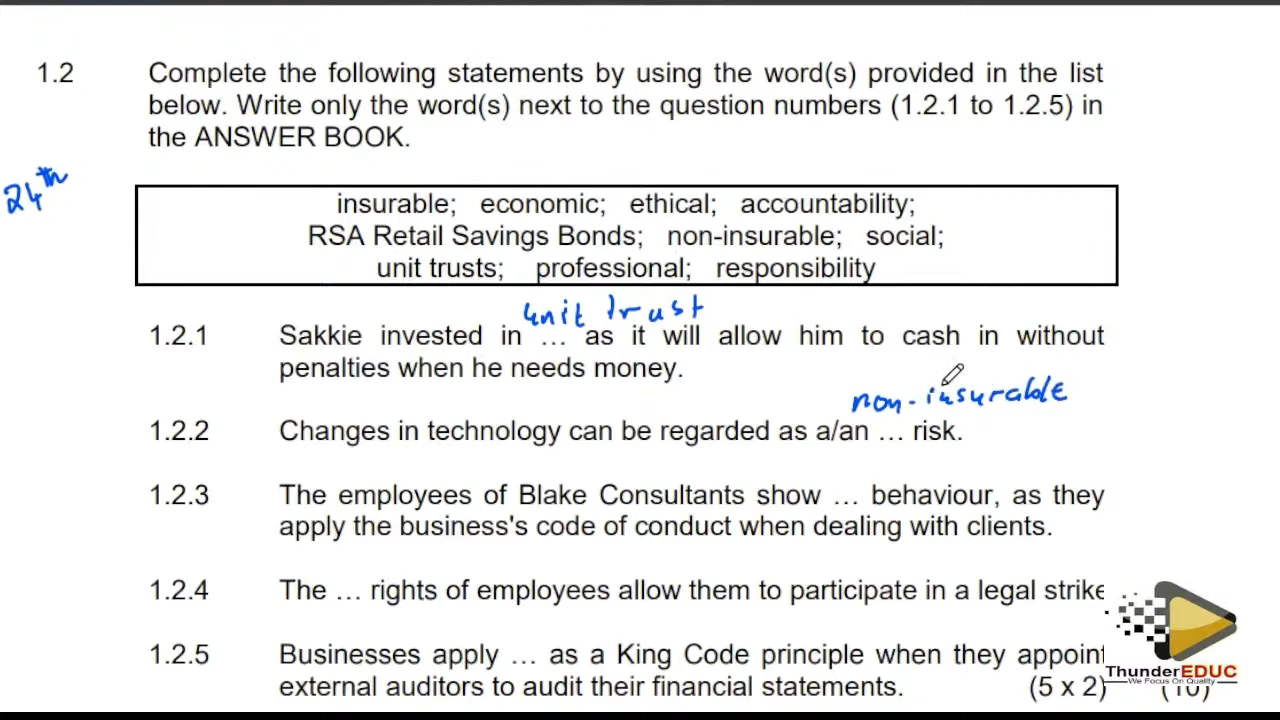 1.2 Complete the following statements by using the word(s) provided in the list
below. Write only the word(s) next to the question numbers (1.2.1 to 1.2.5) in
the ANSWER BOOK.
24th
insurable; economic; ethical; accountability;
RSA Retail Savings Bonds; non-insurable; social;
unit trusts; professional; responsibility
unit trust
1.2.1 Sakkie invested in … as it will allow him to cash in without
penalties when he needs money.
non-insurable
1.2.2 Changes in technology can be regarded as a/an … risk.
1.2.3 The employees of Blake Consultants show … behaviour, as they
apply the business's code of conduct when dealing with clients.
1.2.4 The … rights of employees allow them to participate in a legal strike
1.2.5 Businesses apply … as a King Code principle when they appoint
external auditors to audit their financial statements. (5 x 2) (10)
ThunderEDUC
We Focus On Quality